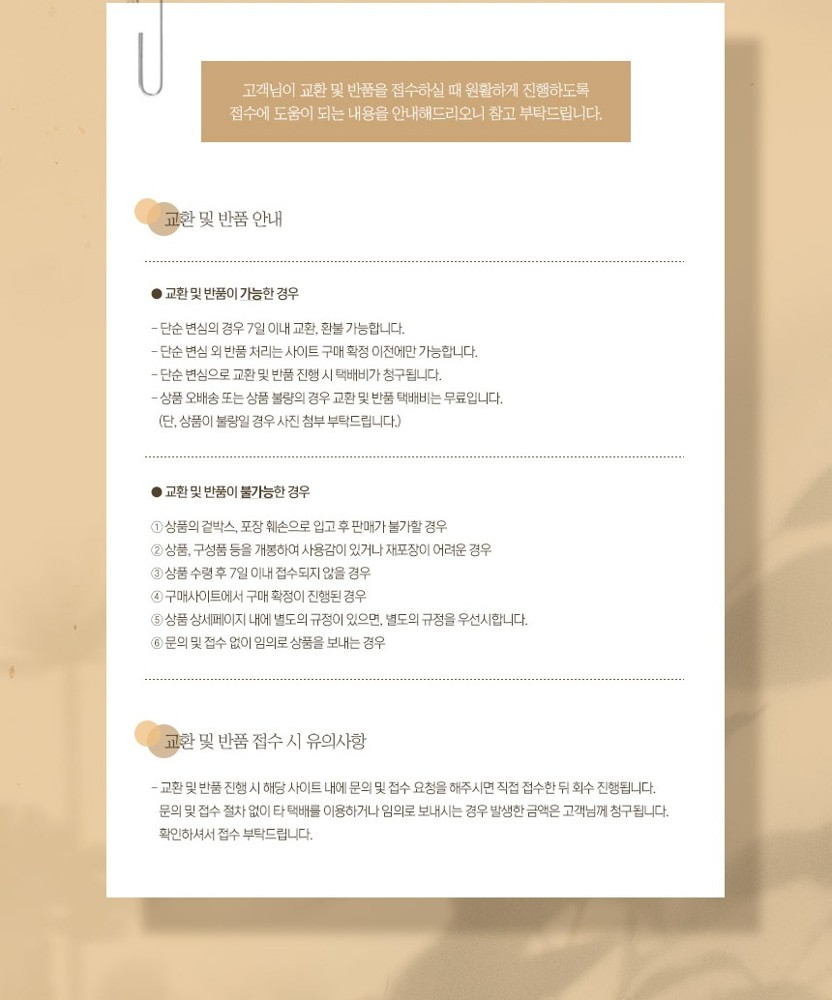 고객님이 교환 및 반품을 접수하실 때 원활하게 진행하도록
접수에 도움이 되는 내용을 안내해드리오니 참고 부탁드립니다.
교환 및 반품 안내
● 교환 및 반품이 가능한 경우
- 단순 변심의 경우 7일 이내 교환, 환불 가능합니다.
- 단순 변심 외 반품 처리는 사이트 구매 확정 이전에만 가능합니다.
- 단순 변심으로 교환 및 반품 진행 시 택배비가 청구됩니다.
- 상품 오배송 또는 상품 불량의 경우 교환 및 반품 택배비는 무료입니다.
(단, 상품이 불량일 경우 사진 첨부 부탁드립니다.)
● 교환 및 반품이 불가능한 경우
① 상품의 겉박스, 포장 훼손으로 입고 후 판매가 불가할 경우
② 상품, 구성품 등을 개봉하여 사용감이 있거나 재포장이 어려운 경우
③ 상품 수령 후 7일 이내 접수되지 않을 경우
④ 구매사이트에서 구매 확정이 진행된 경우
⑤ 상품 상세페이지 내에 별도의 규정이 있으면, 별도의 규정을 우선시합니다.
⑥ 문의 및 접수 없이 임의로 상품을 보내는 경우
교환 및 반품 접수 시 유의사항
- 교환 및 반품 진행 시 해당 사이트 내에 문의 및 접수 요청을 해주시면 직접 접수한 뒤 회수 진행됩니다.
문의 및 접수 절차 없이 타 택배를 이용하거나 임의로 보내시는 경우 발생한 금액은 고객님께 청구됩니다.
확인하셔서 접수 부탁드립니다.